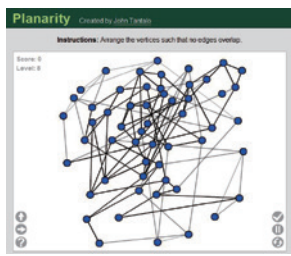 Planarity Created by John Tantalo
Instructions: Arrange the vertices such that no edges overlap.
Score: 0
Level: 8
?